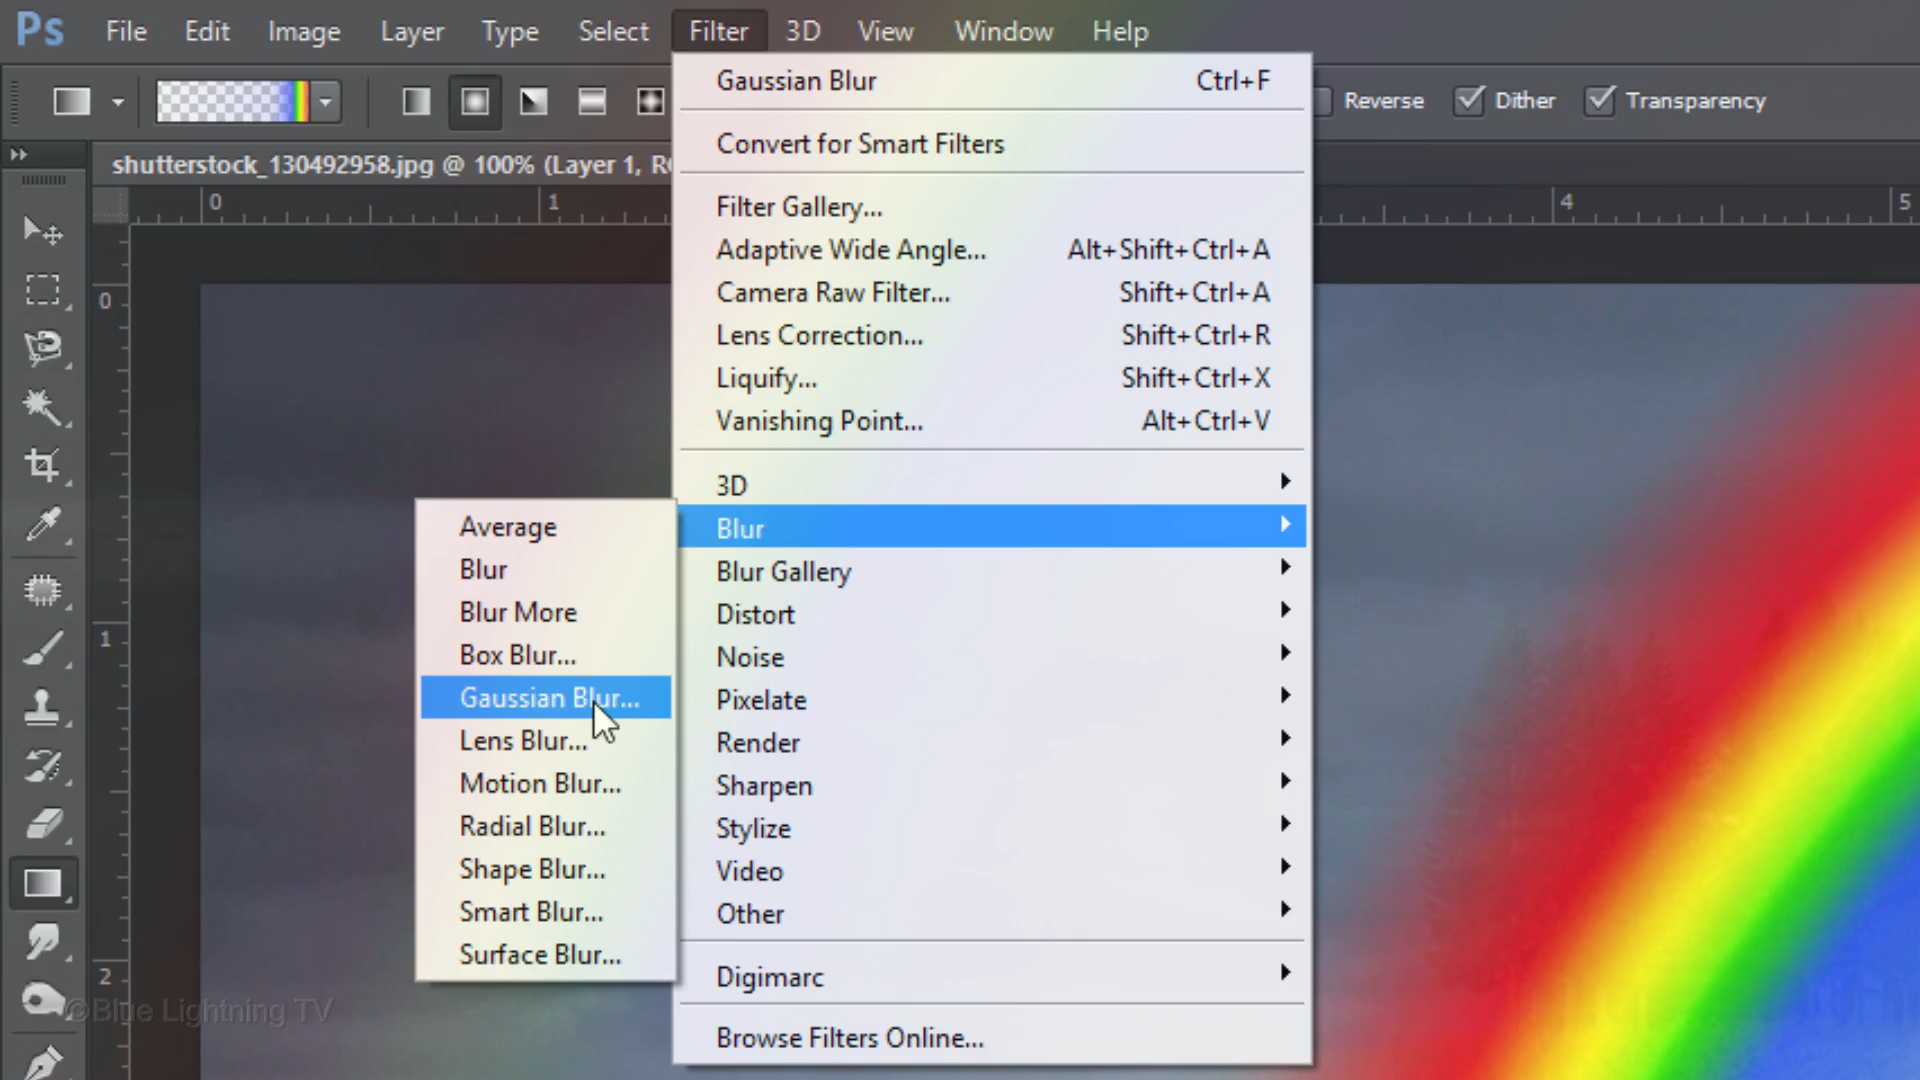 Ps File Edit Image Layer Type Select Filter 3D View Window Help
Reverse Dither Transparency
shutterstock_130492958.jpg @ 100% (Layer 1,
0 1 4 5
0
1
2
Gaussian Blur Ctrl+F
Convert for Smart Filters
Filter Gallery...
Adaptive Wide Angle... Alt+Shift+Ctrl+A
Camera Raw Filter... Shift+Ctrl+A
Lens Correction... Shift+Ctrl+R
Liquify... Shift+Ctrl+X
Vanishing Point... Alt+Ctrl+V
3D
Blur
Blur Gallery
Distort
Noise
Pixelate
Render
Sharpen
Stylize
Video
Other
Digimarc
Browse Filters Online...
Average
Blur
Blur More
Box Blur...
Gaussian Blur...
Lens Blur...
Motion Blur...
Radial Blur...
Shape Blur...
Smart Blur...
Surface Blur...
©Blue Lightning TV